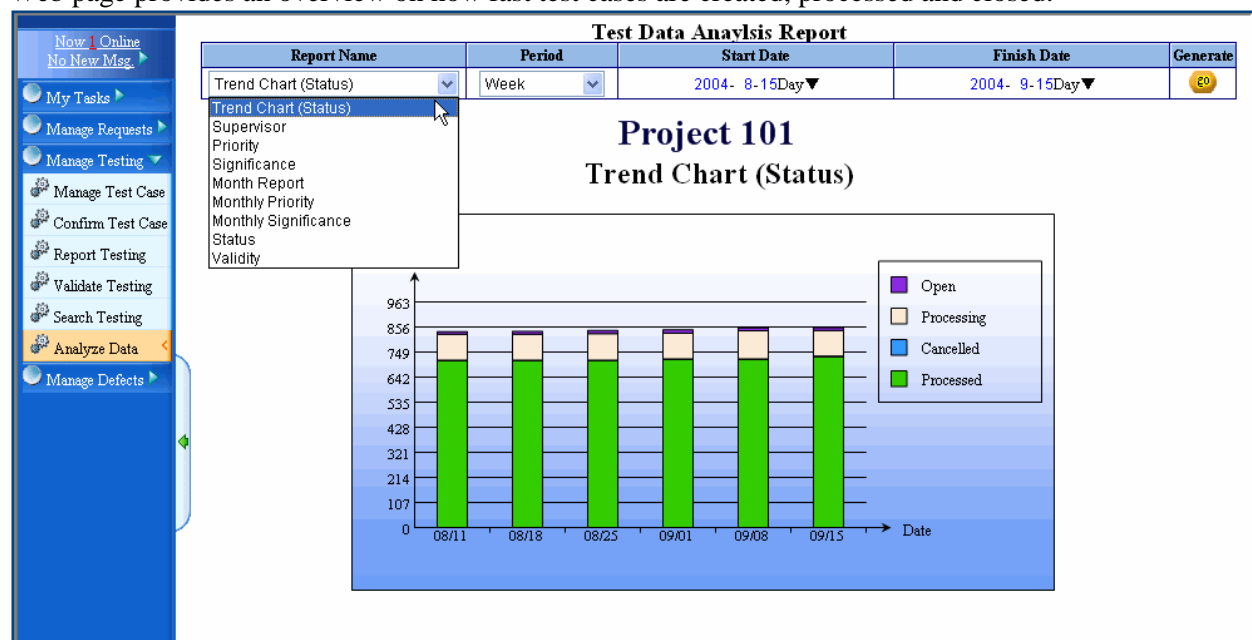 web page provides an overview on how fast test cases are created, processed and closed.
Now 1 Online
No New Msg.
My Tasks
Manage Requests
Manage Testing
Manage Test Case
Confirm Test Case
Report Testing
Validate Testing
Search Testing
Analyze Data
Manage Defects
Test Data Anaylsis Report
Report Name Period Start Date Finish Date Generate
Trend Chart (Status) Week 2004- 8-15Day▼ 2004- 9-15Day▼ GO
Trend Chart (Status)
Supervisor
Priority
Significance
Month Report
Monthly Priority
Monthly Significance
Status
Validity
Project 101
Trend Chart (Status)
963
856
749
642
535
428
321
214
107
0
08/11 08/18 08/25 09/01 09/08 09/15 Date
Open
Processing
Cancelled
Processed